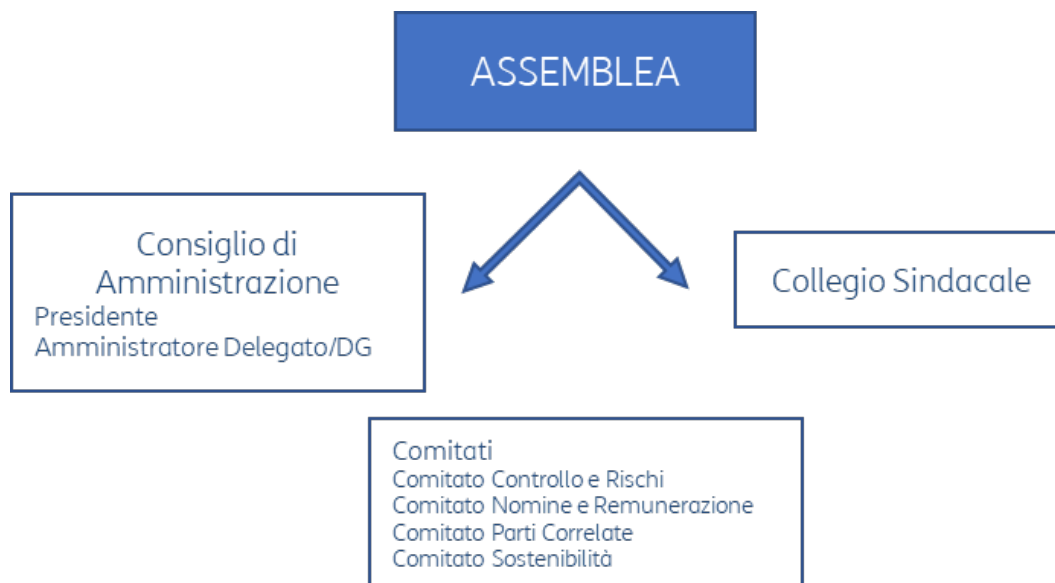 ASSEMBLEA
Consiglio di
Amministrazione
Presidente
Amministratore Delegato/DG
Collegio Sindacale
Comitati
Comitato Controllo e Rischi
Comitato Nomine e Remunerazione
Comitato Parti Correlate
Comitato Sostenibilità